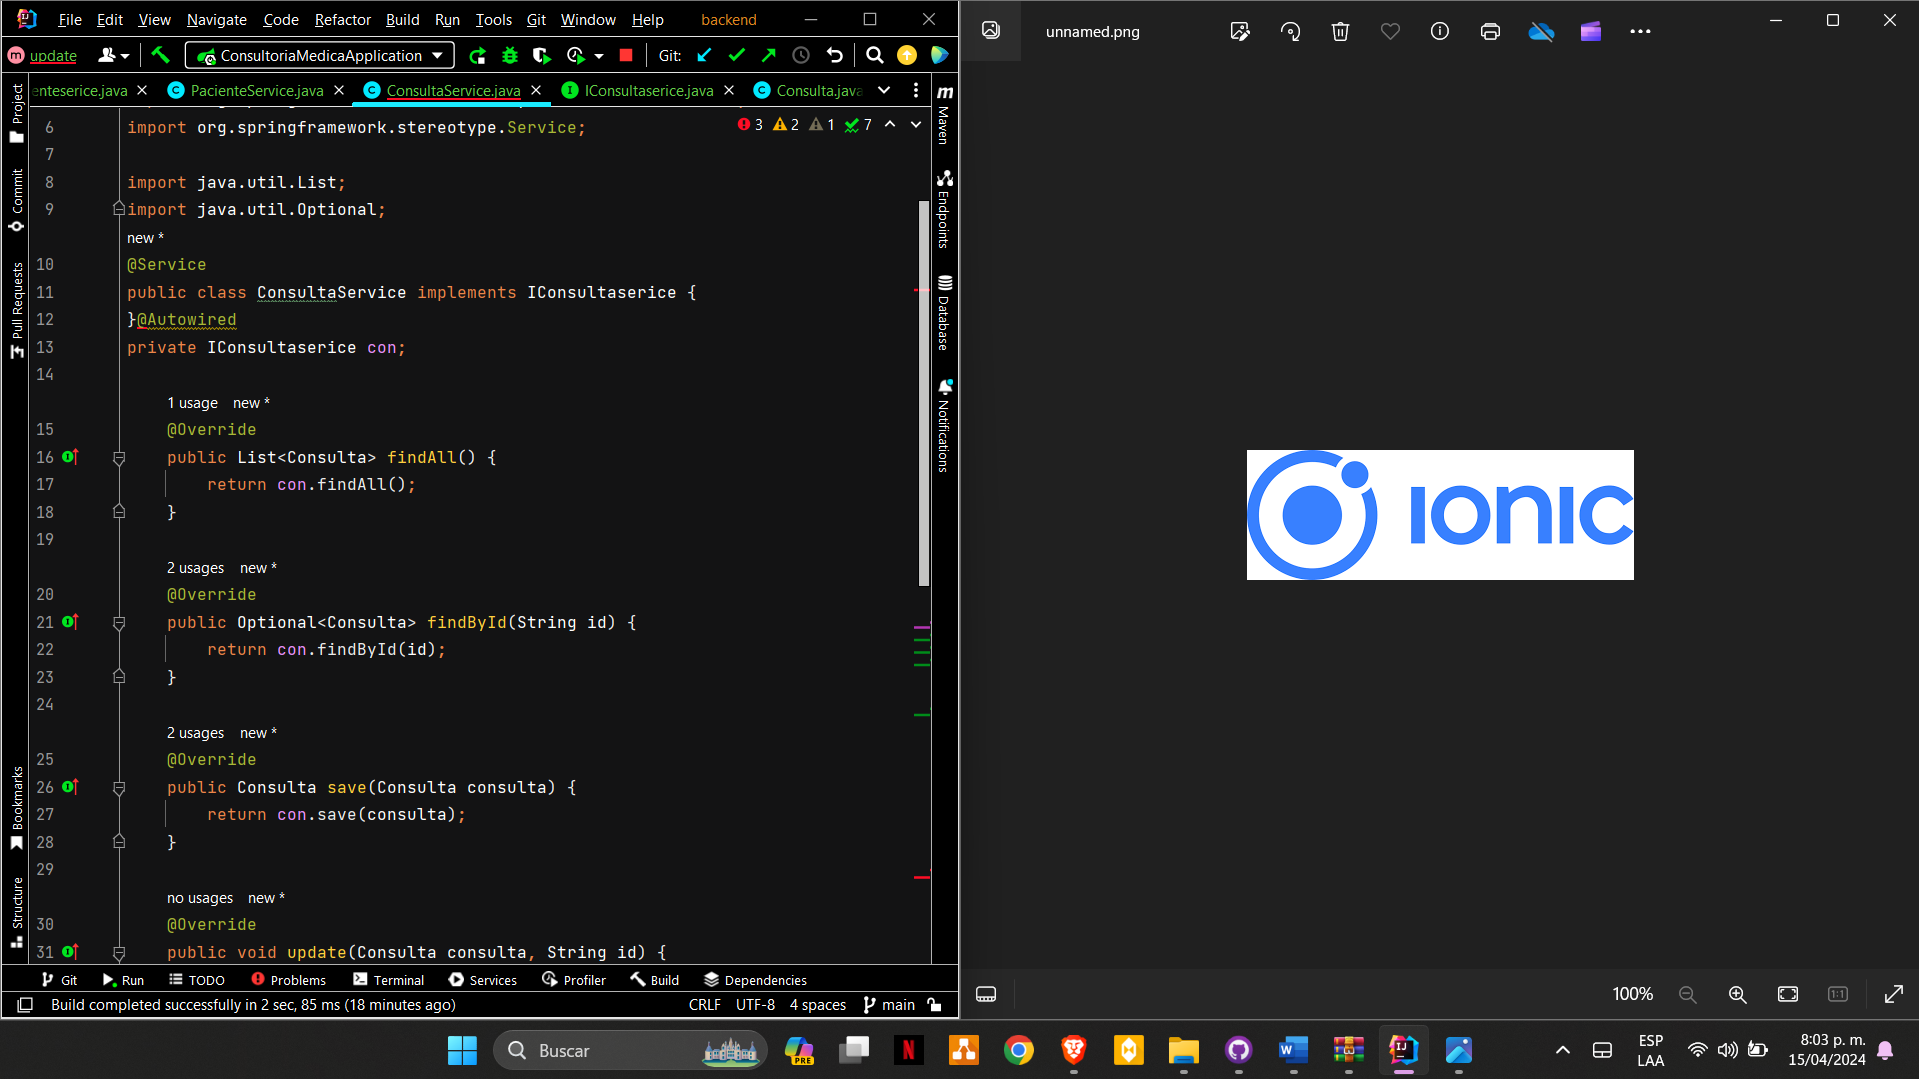 File Edit View Navigate Code Refactor Build Run Tools Git Window Help backend
m update ConsultoriaMedicaApplication Git:
enteserice.java PacienteService.java ConsultaService.java IConsultaserice.java Consulta.java
3 2 1 7
6 import org.springframework.stereotype.Service;
7
8 import java.util.List;
9 import java.util.Optional;
new *
10 @Service
11 public class ConsultaService implements IConsultaserice {
12 }@Autowired
13 private IConsultaserice con;
14
1 usage new *
15 @Override
16 public List<Consulta> findAll() {
17 return con.findAll();
18 }
19
2 usages new *
20 @Override
21 public Optional<Consulta> findById(String id) {
22 return con.findById(id);
23 }
24
2 usages new *
25 @Override
26 public Consulta save(Consulta consulta) {
27 return con.save(consulta);
28 }
29
no usages new *
30 @Override
31 public void update(Consulta consulta, String id) {
Project
Commit
Pull Requests
Bookmarks
Structure
m
Maven
Endpoints
Database
Notifications
Git Run TODO Problems Terminal Services Profiler Build Dependencies
Build completed successfully in 2 sec, 85 ms (18 minutes ago) CRLF UTF-8 4 spaces main
unnamed.png
ionic
100% 1:1
Buscar
PRE
N
W
IJ
ESP
LAA
8:03 p. m.
15/04/2024